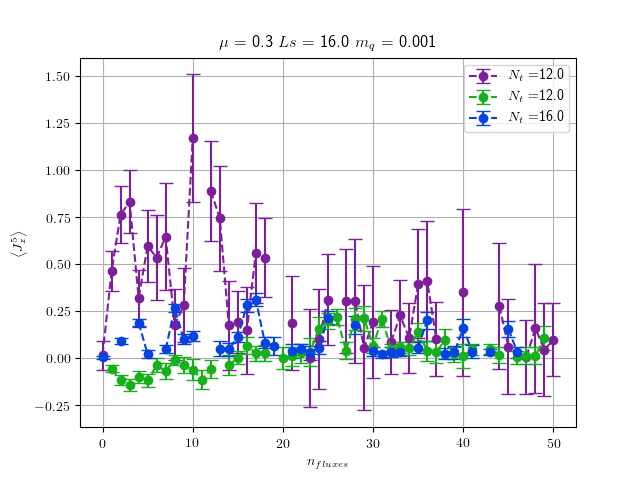 μ = 0.3 Ls = 16.0 m_q = 0.001
N_t =12.0
N_t =12.0
N_t =16.0
1.50
1.25
1.00
0.75
0.50
0.25
0.00
−0.25
⟨J_z^5⟩
0
10
20
30
40
50
n_{fluxes}